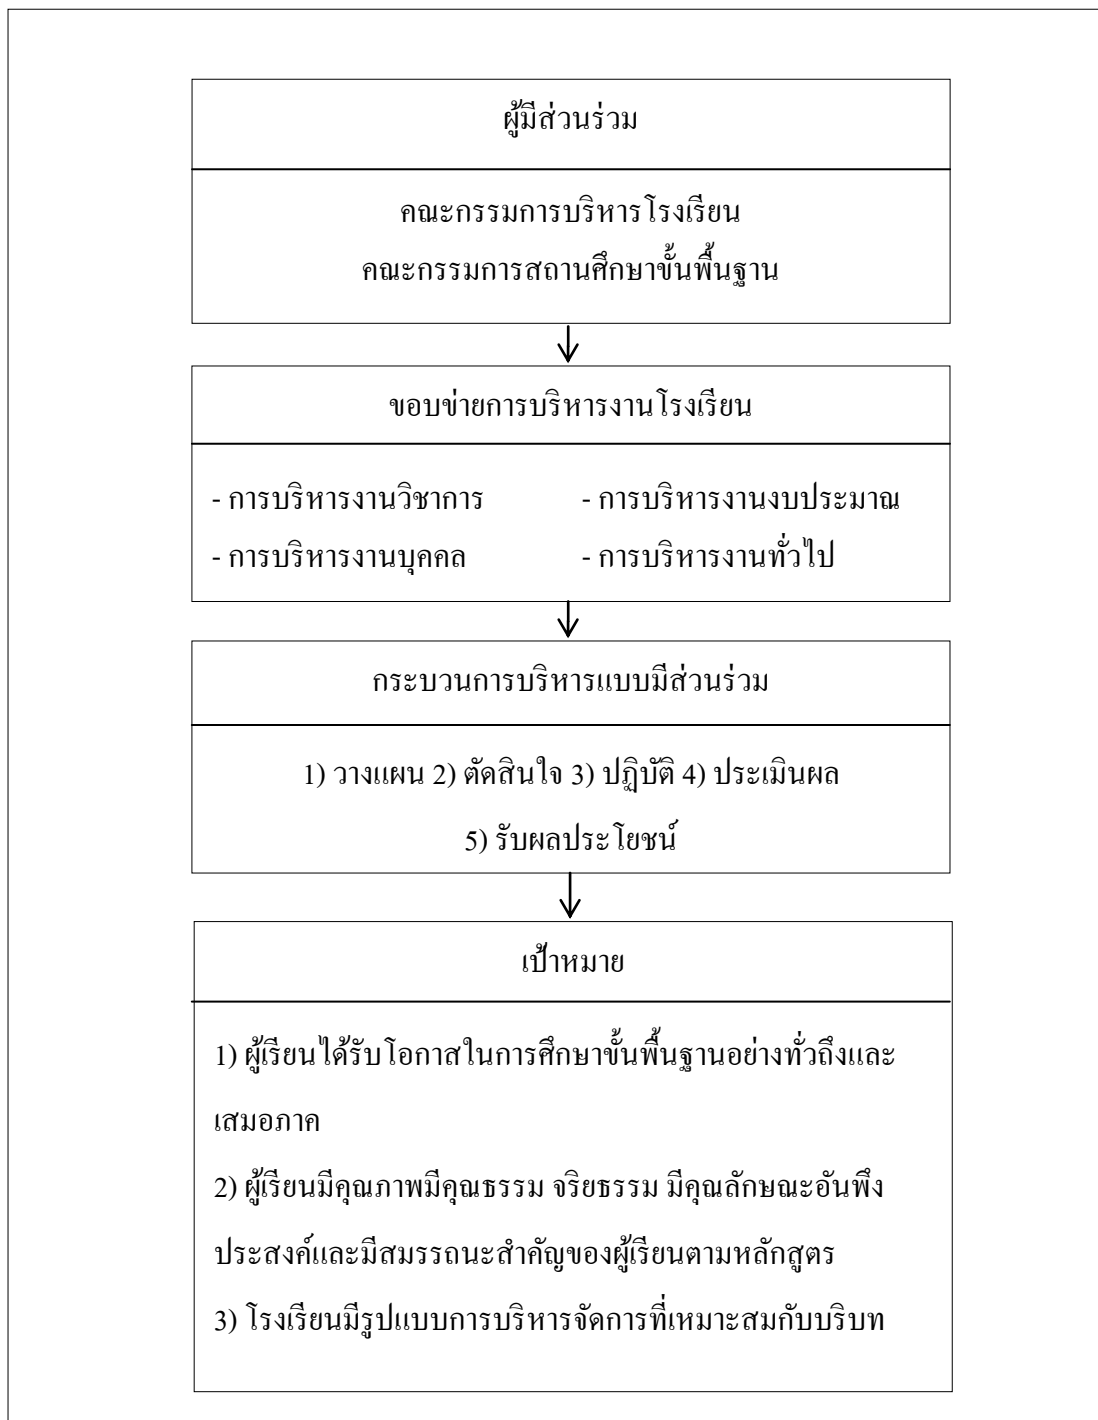 ผู้มีส่วนร่วม
คณะกรรมการบริหารโรงเรียน
คณะกรรมการสถานศึกษาขั้นพื้นฐาน
ขอบข่ายการบริหารงานโรงเรียน
- การบริหารงานวิชาการ - การบริหารงานงบประมาณ
- การบริหารงานบุคคล - การบริหารงานทั่วไป
กระบวนการบริหารแบบมีส่วนร่วม
1) วางแผน 2) ตัดสินใจ 3) ปฏิบัติ 4) ประเมินผล
5) รับผลประโยชน์
เป้าหมาย
1) ผู้เรียนได้รับโอกาสในการศึกษาขั้นพื้นฐานอย่างทั่วถึงและ
เสมอภาค
2) ผู้เรียนมีคุณภาพมีคุณธรรม จริยธรรม มีคุณลักษณะอันพึง
ประสงค์และมีสมรรถนะสำคัญของผู้เรียนตามหลักสูตร
3) โรงเรียนมีรูปแบบการบริหารจัดการที่เหมาะสมกับบริบท